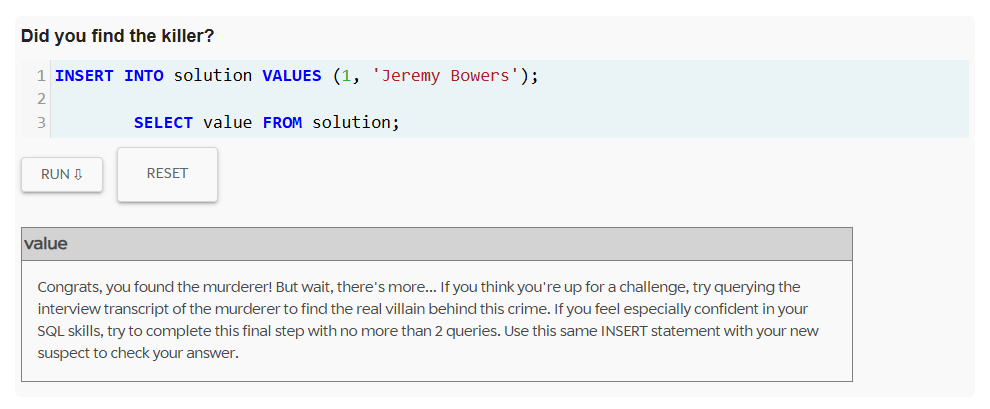 Did you find the killer?
1 INSERT INTO solution VALUES (1, 'Jeremy Bowers');
2
3 SELECT value FROM solution;
RUN ⇩
RESET
value
Congrats, you found the murderer! But wait, there's more... If you think you're up for a challenge, try querying the
interview transcript of the murderer to find the real villain behind this crime. If you feel especially confident in your
SQL skills, try to complete this final step with no more than 2 queries. Use this same INSERT statement with your new
suspect to check your answer.